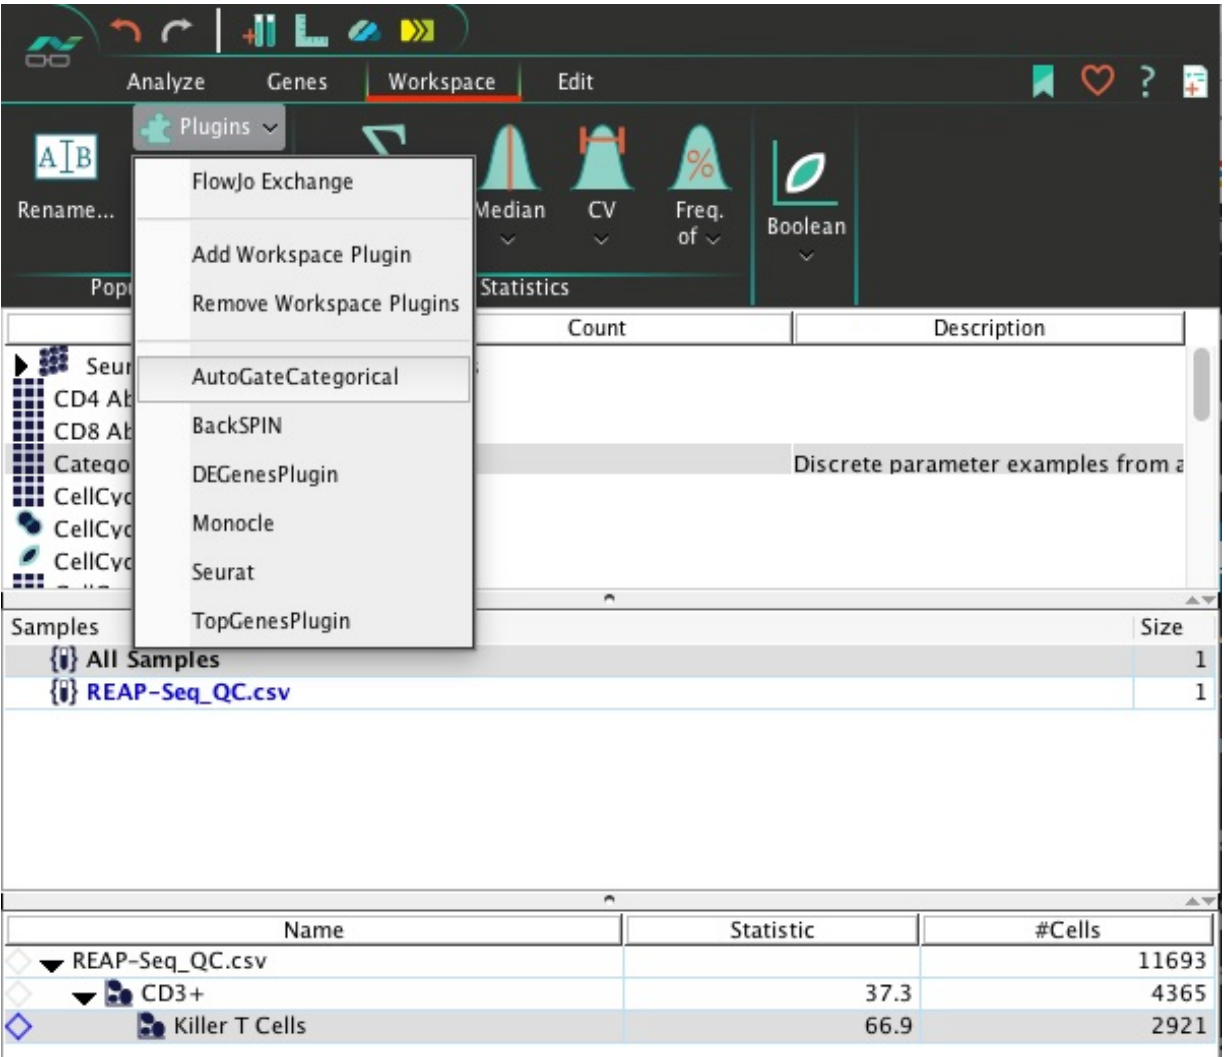 Analyze Genes Workspace Edit ?
Plugins
A B
Rename...
FlowJo Exchange
Add Workspace Plugin
Remove Workspace Plugins
AutoGateCategorical
BackSPIN
DEGenesPlugin
Monocle
Seurat
TopGenesPlugin
Median CV % Freq. of Boolean
Statistics
Count Description
CD4
CD8
Discrete parameter examples from a
CellCyc
CellCyc
CellCyc
Samples Size
All Samples 1
REAP-Seq_QC.csv 1
Name Statistic #Cells
REAP-Seq_QC.csv 11693
CD3+ 37.3 4365
Killer T Cells 66.9 2921